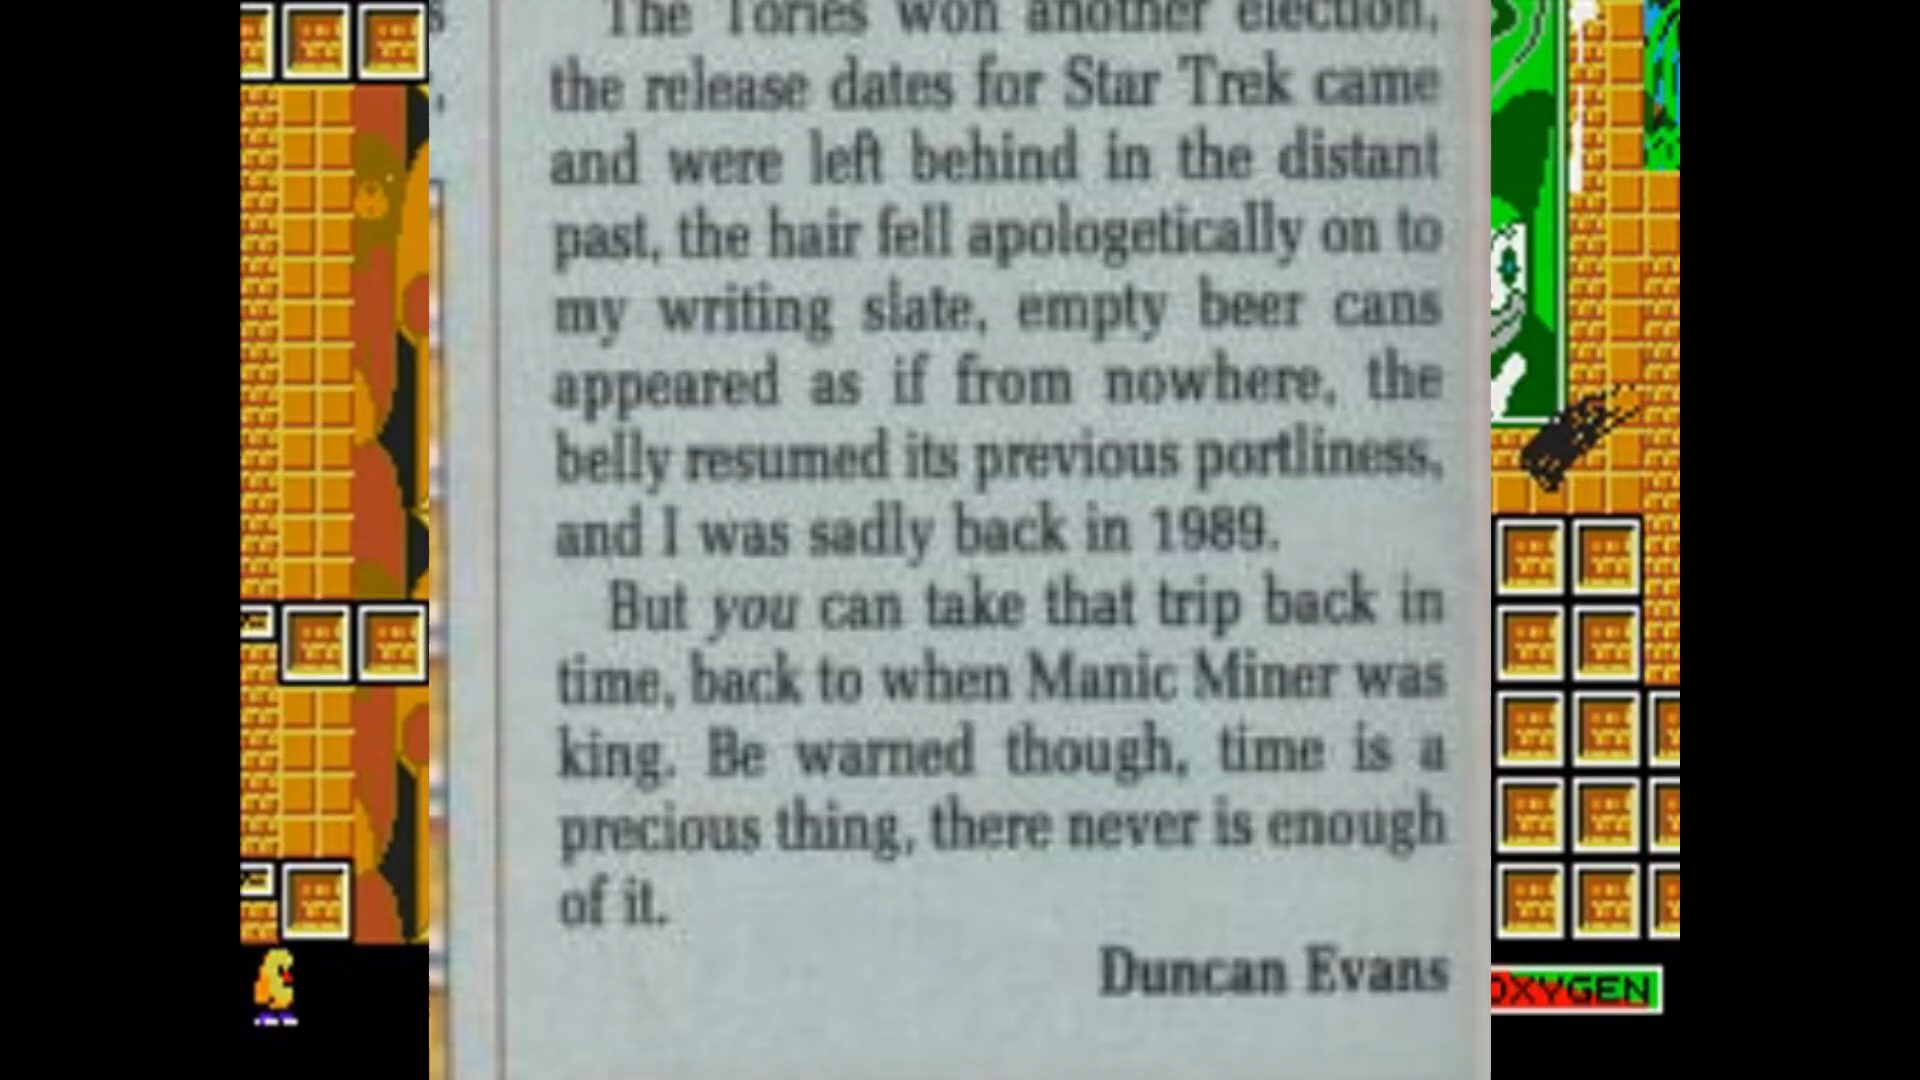 The Tories won another election,
the release dates for Star Trek came
and were left behind in the distant
past, the hair fell apologetically on to
my writing slate, empty beer cans
appeared as if from nowhere, the
belly resumed its previous portliness,
and I was sadly back in 1989.
But you can take that trip back in
time, back to when Manic Miner was
king. Be warned though, time is a
precious thing, there never is enough
of it.
Duncan Evans
OXYGEN